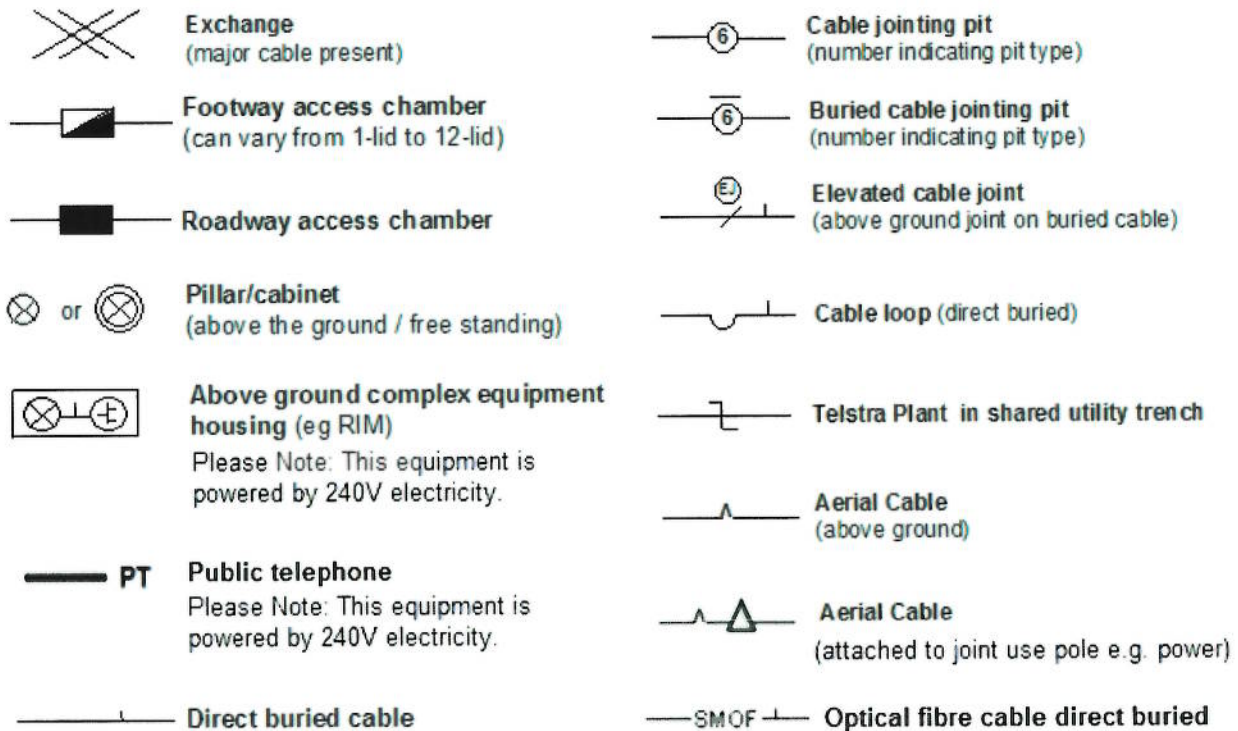 Exchange
(major cable present)
Footway access chamber
(can vary from 1-lid to 12-lid)
Roadway access chamber
or
Pillar/cabinet
(above the ground / free standing)
Above ground complex equipment
housing (eg RIM)
Please Note: This equipment is
powered by 240V electricity.
PT Public telephone
Please Note: This equipment is
powered by 240V electricity.
Direct buried cable
6 Cable jointing pit
(number indicating pit type)
6 Buried cable jointing pit
(number indicating pit type)
EJ Elevated cable joint
(above ground joint on buried cable)
Cable loop (direct buried)
Telstra Plant in shared utility trench
Aerial Cable
(above ground)
Aerial Cable
(attached to joint use pole e.g. power)
SMOF Optical fibre cable direct buried